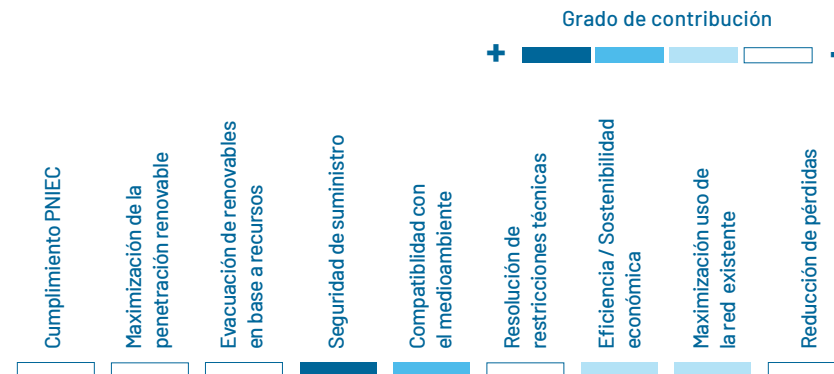 Grado de contribución
+
-
Cumplimiento PNIEC
Maximización de la
penetración renovable
Evacuación de renovables
en base a recursos
Seguridad de suministro
Compatiblidad con
el medioambiente
Resolución de
restricciones técnicas
Eficiencia / Sostenibilidad
económica
Maximización uso de
la red existente
Reducción de pérdidas